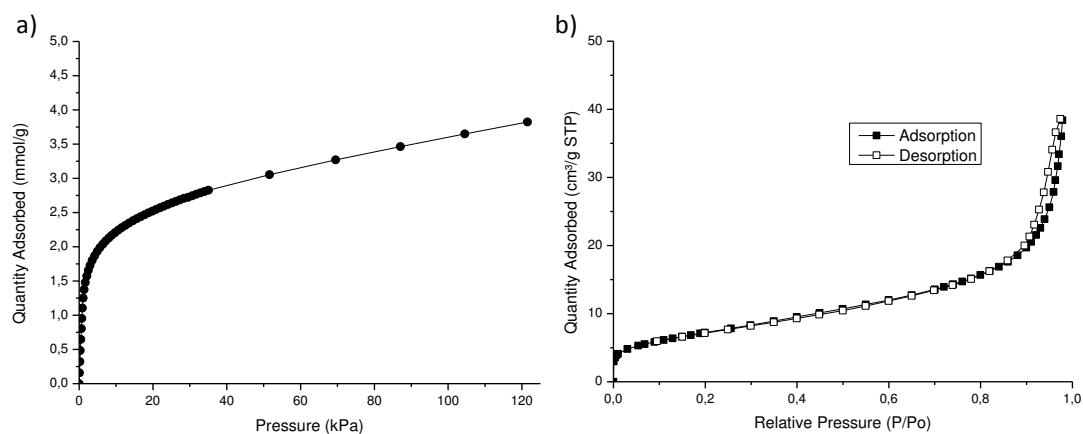 a)
Quantity Adsorbed (mmol/g)
5,0
4,5
4,0
3,5
3,0
2,5
2,0
1,5
1,0
0,5
0,0
0 20 40 60 80 100 120
Pressure (kPa)
b)
Quantity Adsorbed (cm³/g STP)
50
40
30
20
10
0
Adsorption
Desorption
0,0 0,2 0,4 0,6 0,8 1,0
Relative Pressure (P/Po)